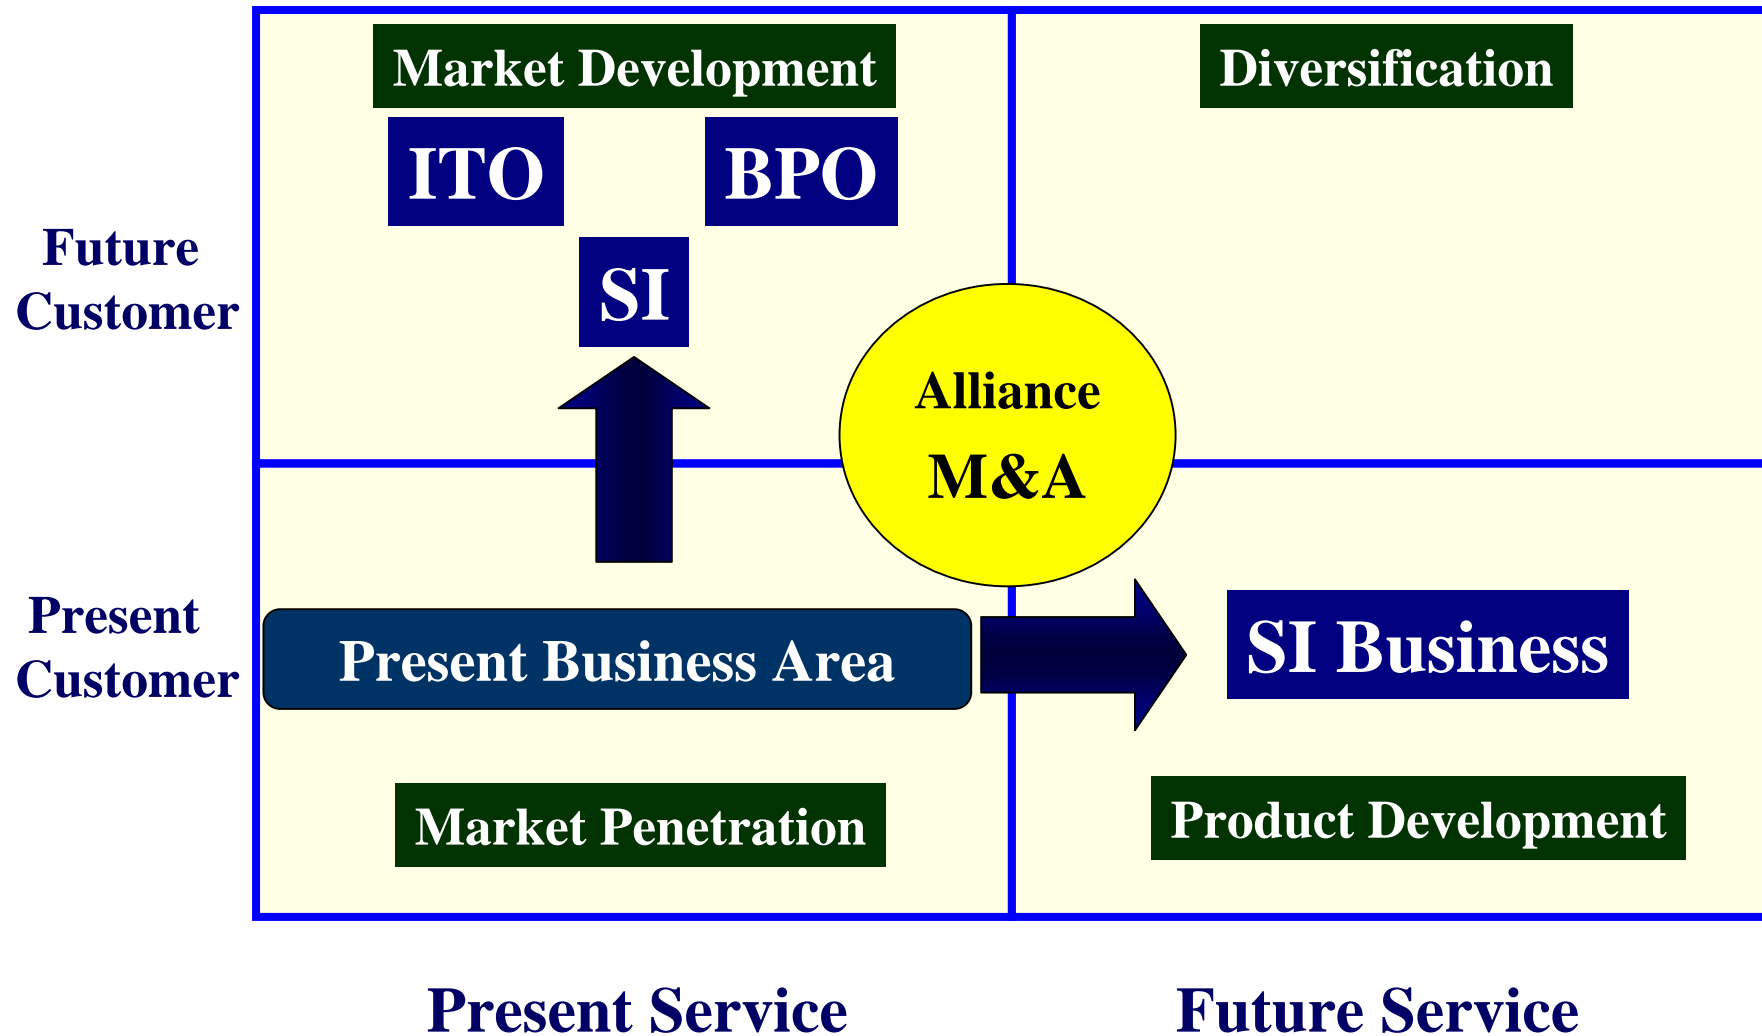 Market Development
Diversification
ITO
BPO
SI
Future
Customer
Alliance
M&A
Present
Customer
Present Business Area
SI Business
Market Penetration
Product Development
Present Service
Future Service